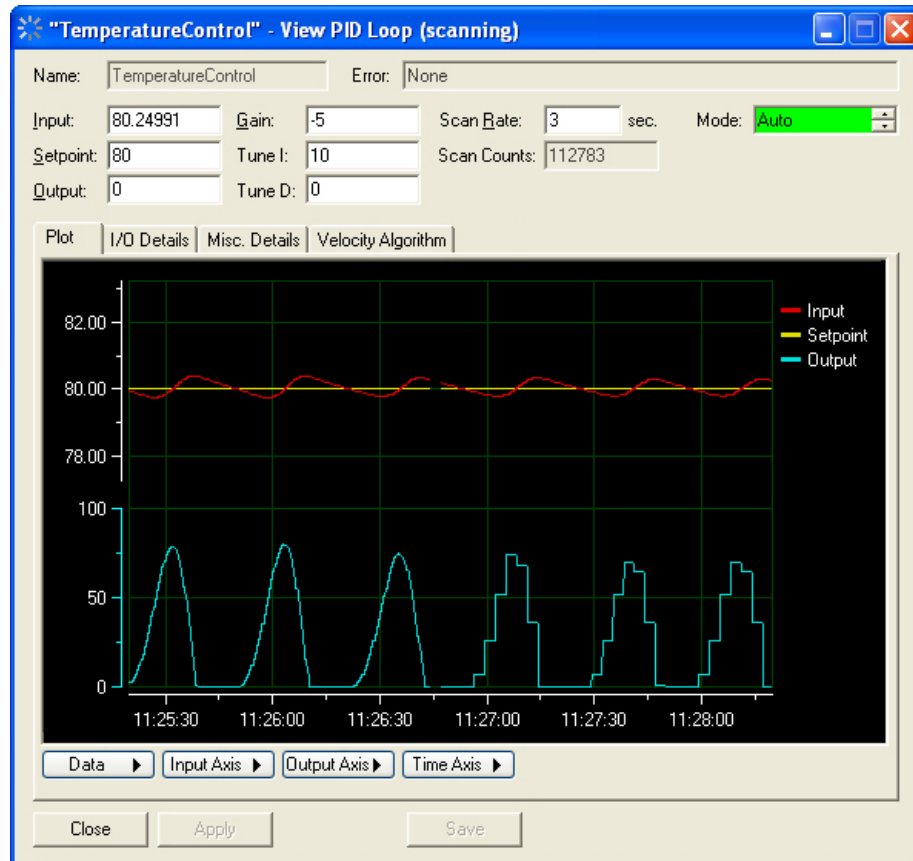 "TemperatureControl" - View PID Loop (scanning)
Name: TemperatureControl Error: None
Input: 80.24991 Gain: -5 Scan Rate: 3 sec. Mode: Auto
Setpoint: 80 Tune I: 10 Scan Counts: 112783
Output: 0 Tune D: 0
Plot I/O Details Misc. Details Velocity Algorithm
82.00
80.00
78.00
100
50
0
Input
Setpoint
Output
11:25:30 11:26:00 11:26:30 11:27:00 11:27:30 11:28:00
Data Input Axis Output Axis Time Axis
Close Apply Save